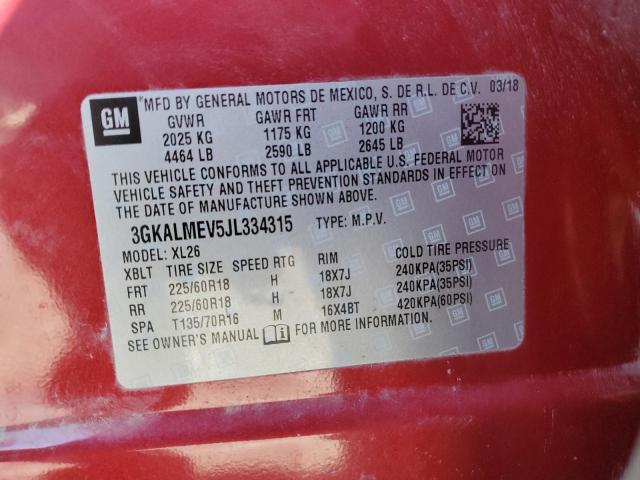 GM
MFD BY GENERAL MOTORS DE MEXICO, S. DE R.L. DE C.V. 03/18
GVWR GAWR FRT GAWR RR
2025 KG 1175 KG 1200 KG
4464 LB 2590 LB 2645 LB
THIS VEHICLE CONFORMS TO ALL APPLICABLE U.S. FEDERAL MOTOR
VEHICLE SAFETY AND THEFT PREVENTION STANDARDS IN EFFECT ON
THE DATE OF MANUFACTURE SHOWN ABOVE.
3GKALMEV5JL334315 TYPE: M.P.V.
MODEL: XL26
XBLT TIRE SIZE SPEED RTG RIM COLD TIRE PRESSURE
FRT 225/60R18 H 18X7J 240KPA(35PSI)
RR 225/60R18 H 18X7J 240KPA(35PSI)
SPA T135/70R16 M 16X4BT 420KPA(60PSI)
SEE OWNER'S MANUAL FOR MORE INFORMATION.